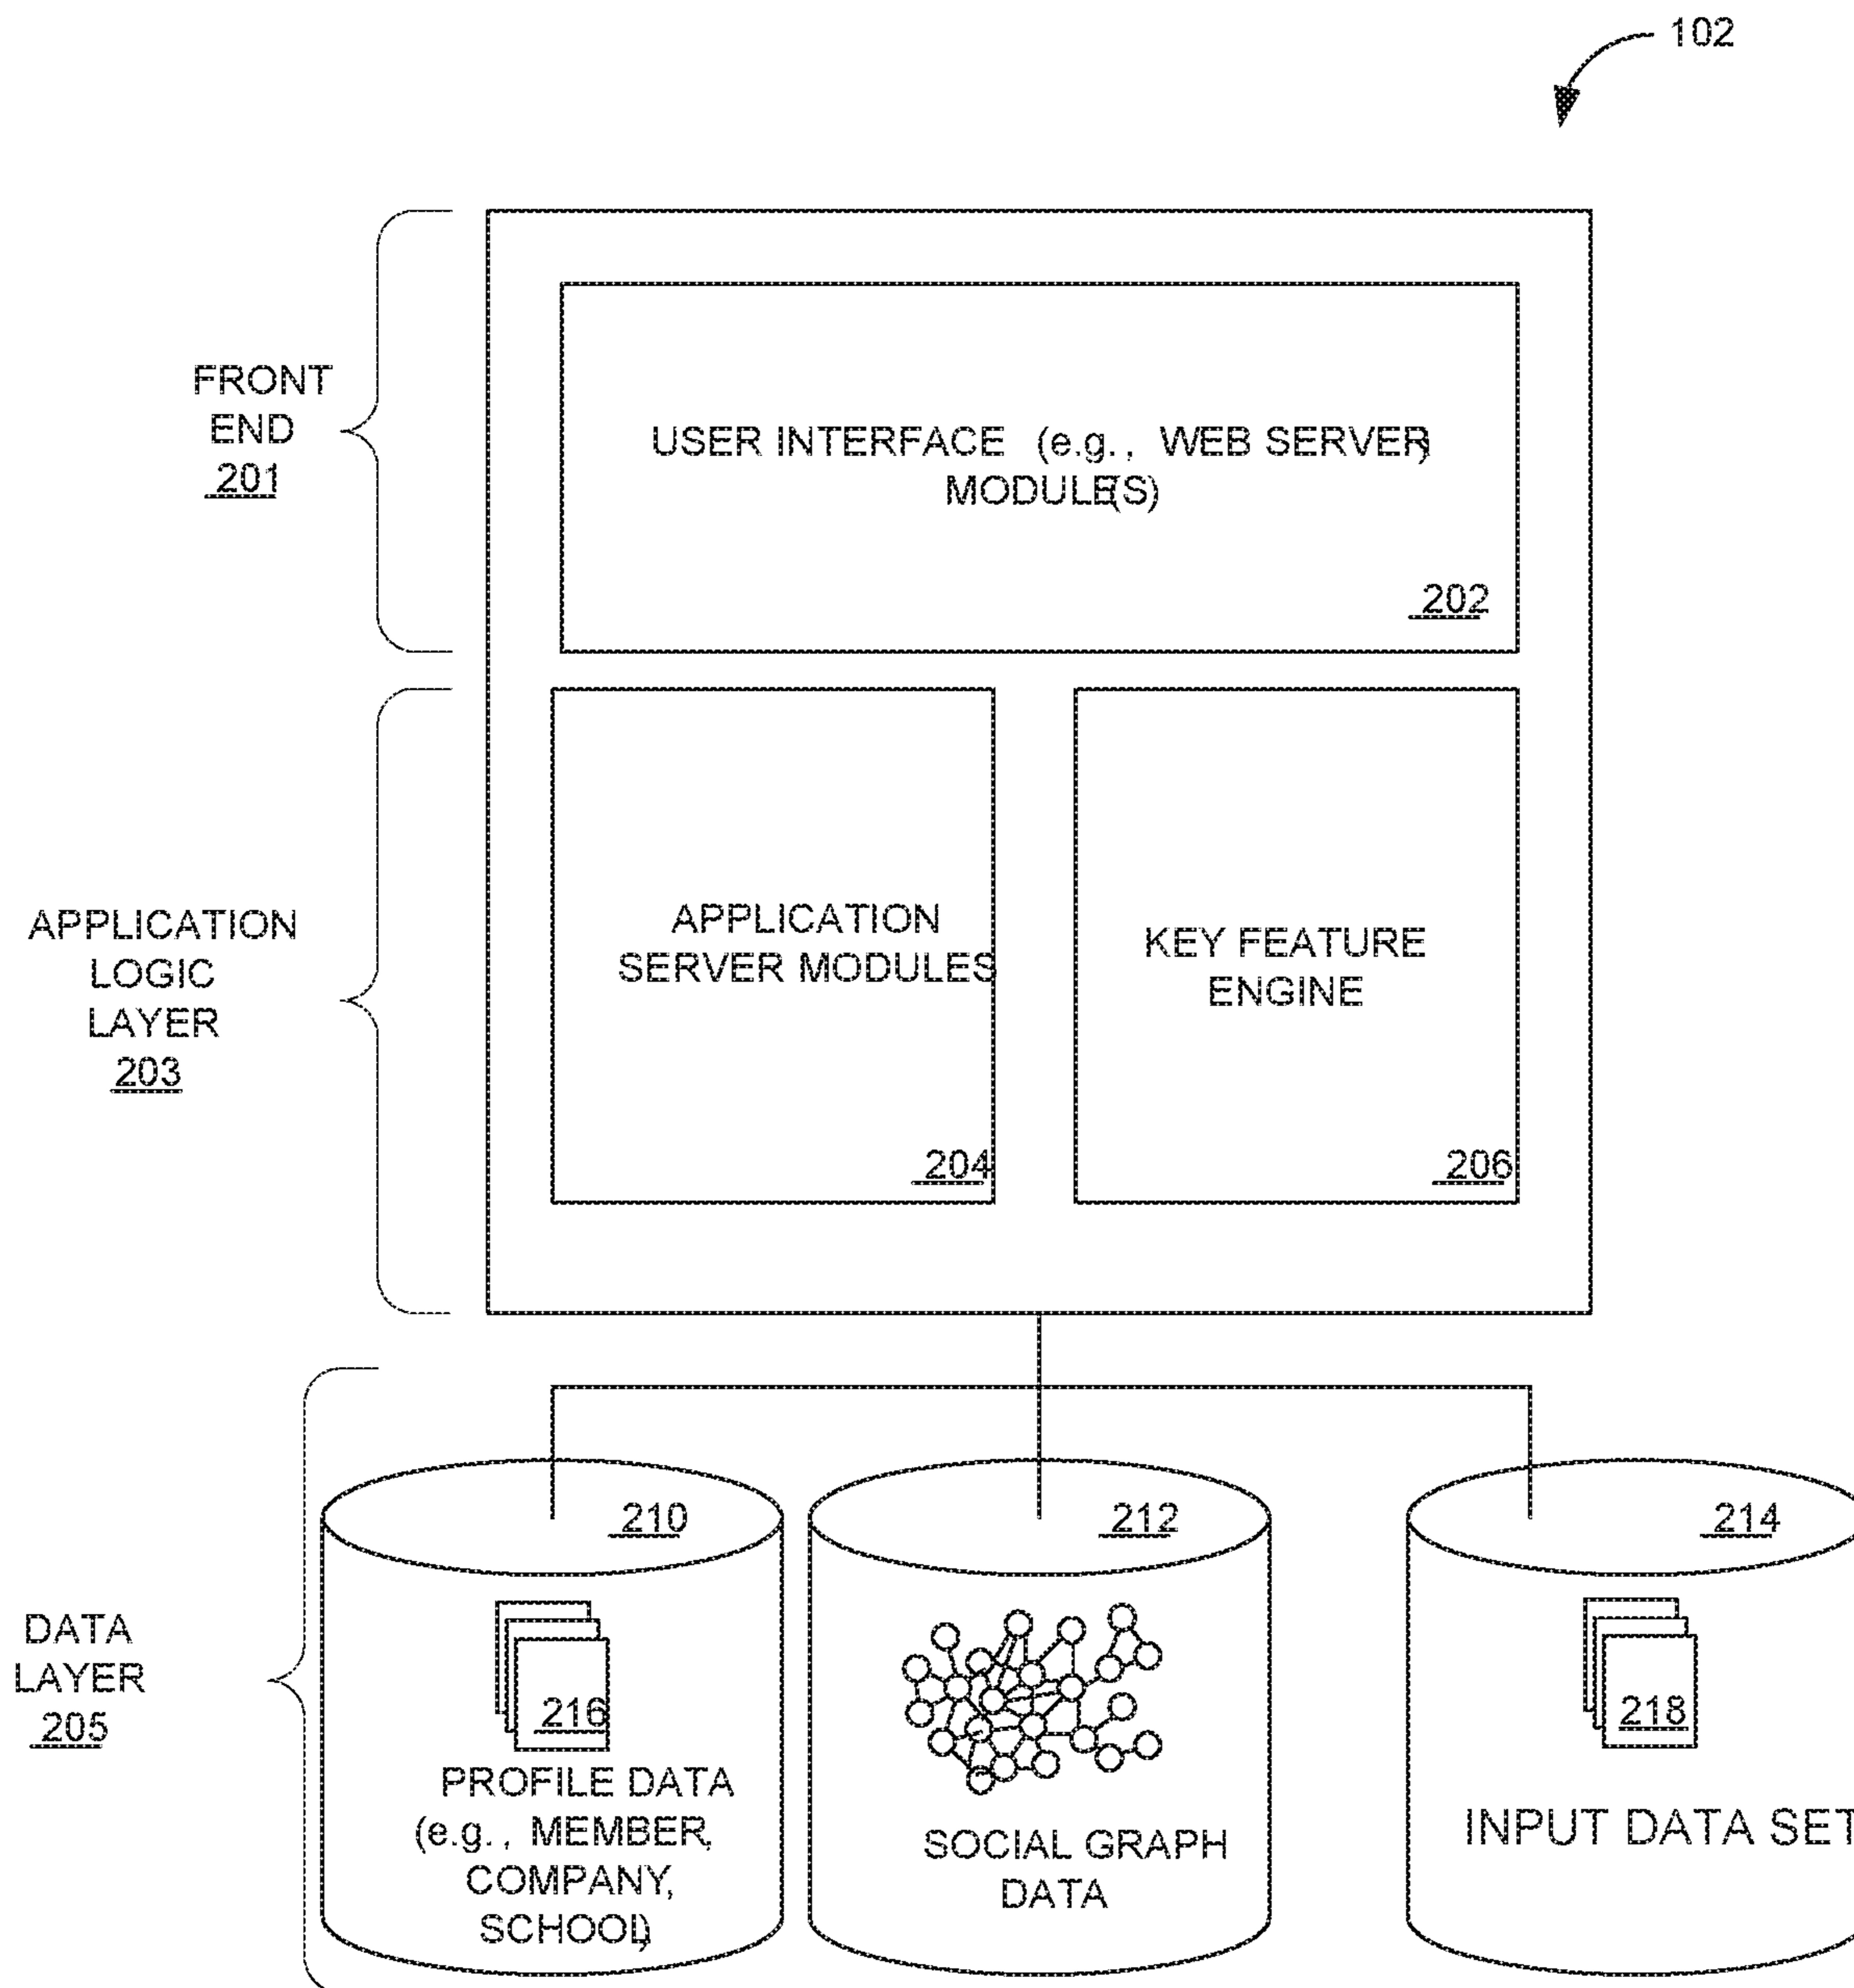 102
FRONT
END
201
USER INTERFACE (e.g., WEB SERVER)
MODULE(S)
202
APPLICATION
LOGIC
LAYER
203
APPLICATION
SERVER MODULES
204
KEY FEATURE
ENGINE
206
DATA
LAYER
205
210
216
PROFILE DATA
(e.g., MEMBER,
COMPANY,
SCHOOL)
212
SOCIAL GRAPH
DATA
214
218
INPUT DATA SET